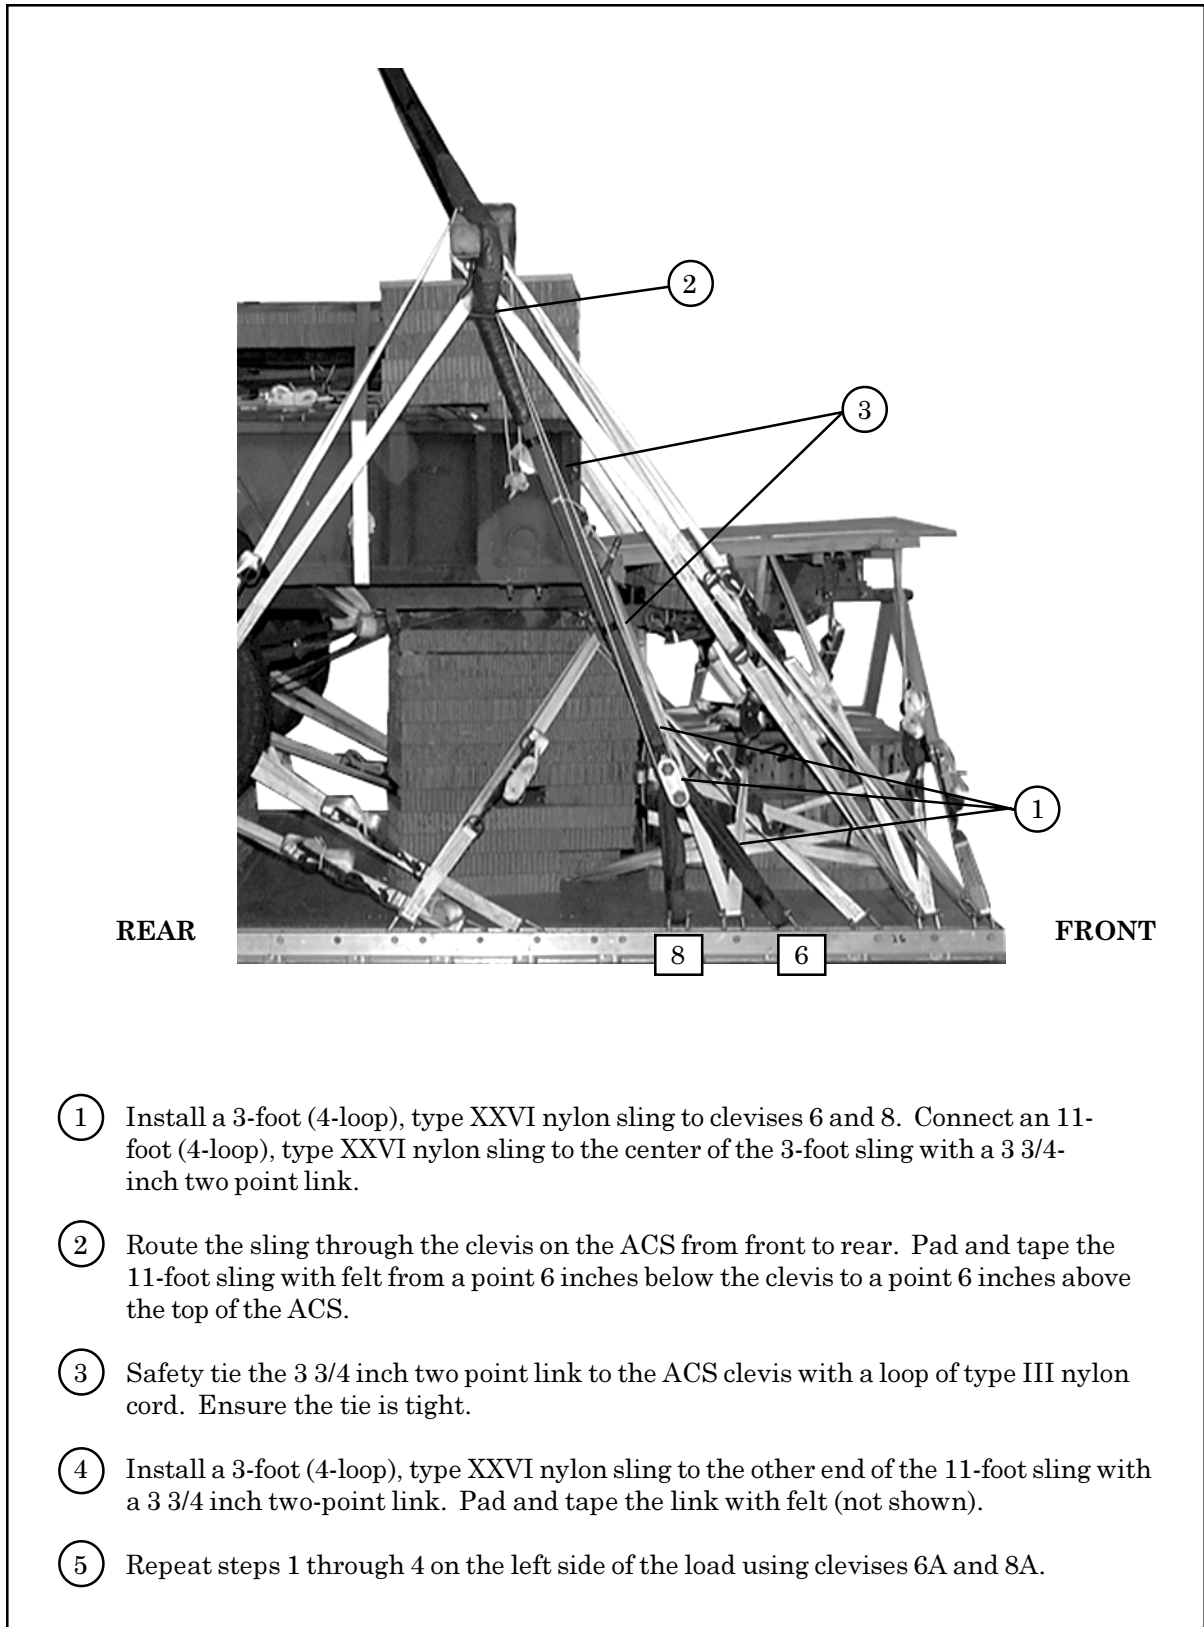 2
3
1
REAR
FRONT
8
6
1 Install a 3-foot (4-loop), type XXVI nylon sling to clevises 6 and 8. Connect an 11-
foot (4-loop), type XXVI nylon sling to the center of the 3-foot sling with a 3 3/4-
inch two point link.
2 Route the sling through the clevis on the ACS from front to rear. Pad and tape the
11-foot sling with felt from a point 6 inches below the clevis to a point 6 inches above
the top of the ACS.
3 Safety tie the 3 3/4 inch two point link to the ACS clevis with a loop of type III nylon
cord. Ensure the tie is tight.
4 Install a 3-foot (4-loop), type XXVI nylon sling to the other end of the 11-foot sling with
a 3 3/4 inch two-point link. Pad and tape the link with felt (not shown).
5 Repeat steps 1 through 4 on the left side of the load using clevises 6A and 8A.